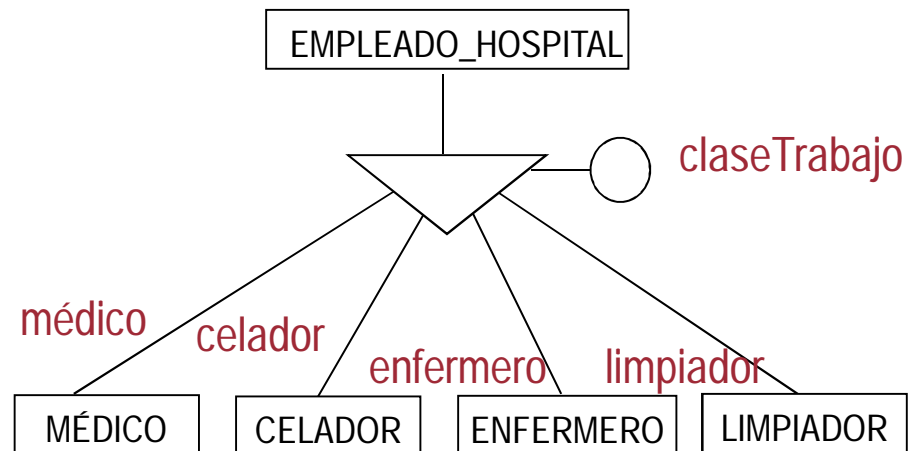 EMPLEADO_HOSPITAL
claseTrabajo
médico
celador
enfermero
limpiador
MÉDICO
CELADOR
ENFERMERO
LIMPIADOR